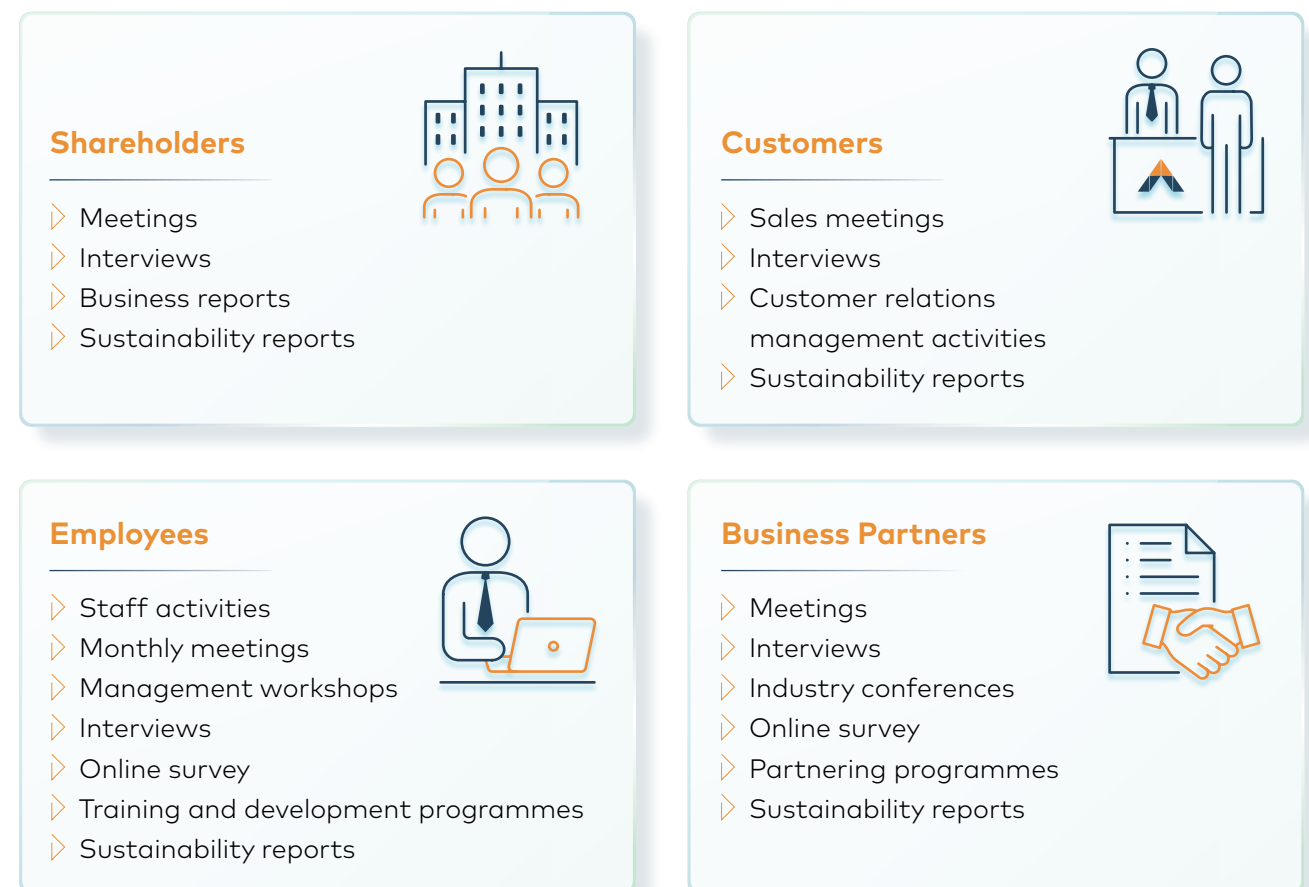 Shareholders
Meetings
Interviews
Business reports
Sustainability reports
Customers
Sales meetings
Interviews
Customer relations
management activities
Sustainability reports
Employees
Staff activities
Monthly meetings
Management workshops
Interviews
Online survey
Training and development programmes
Sustainability reports
Business Partners
Meetings
Interviews
Industry conferences
Online survey
Partnering programmes
Sustainability reports